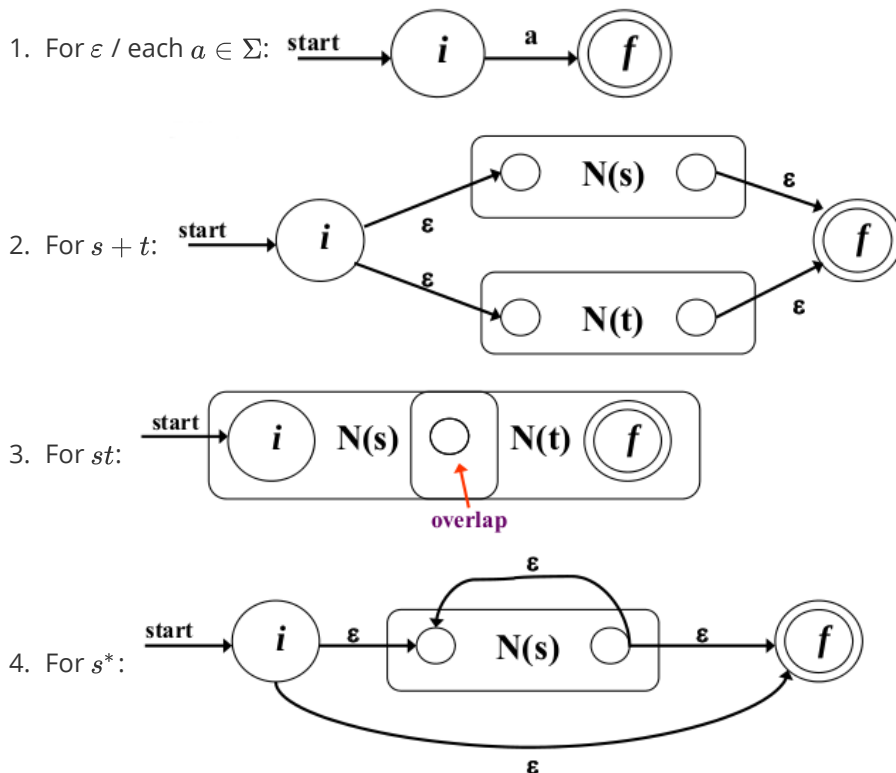 1. For ε / each a ∈ Σ: start i a f
ε N(s) ε
2. For s + t: start i f
ε N(t) ε
3. For st: start i N(s) N(t) f
overlap
ε
4. For s*: start i ε N(s) ε f
ε